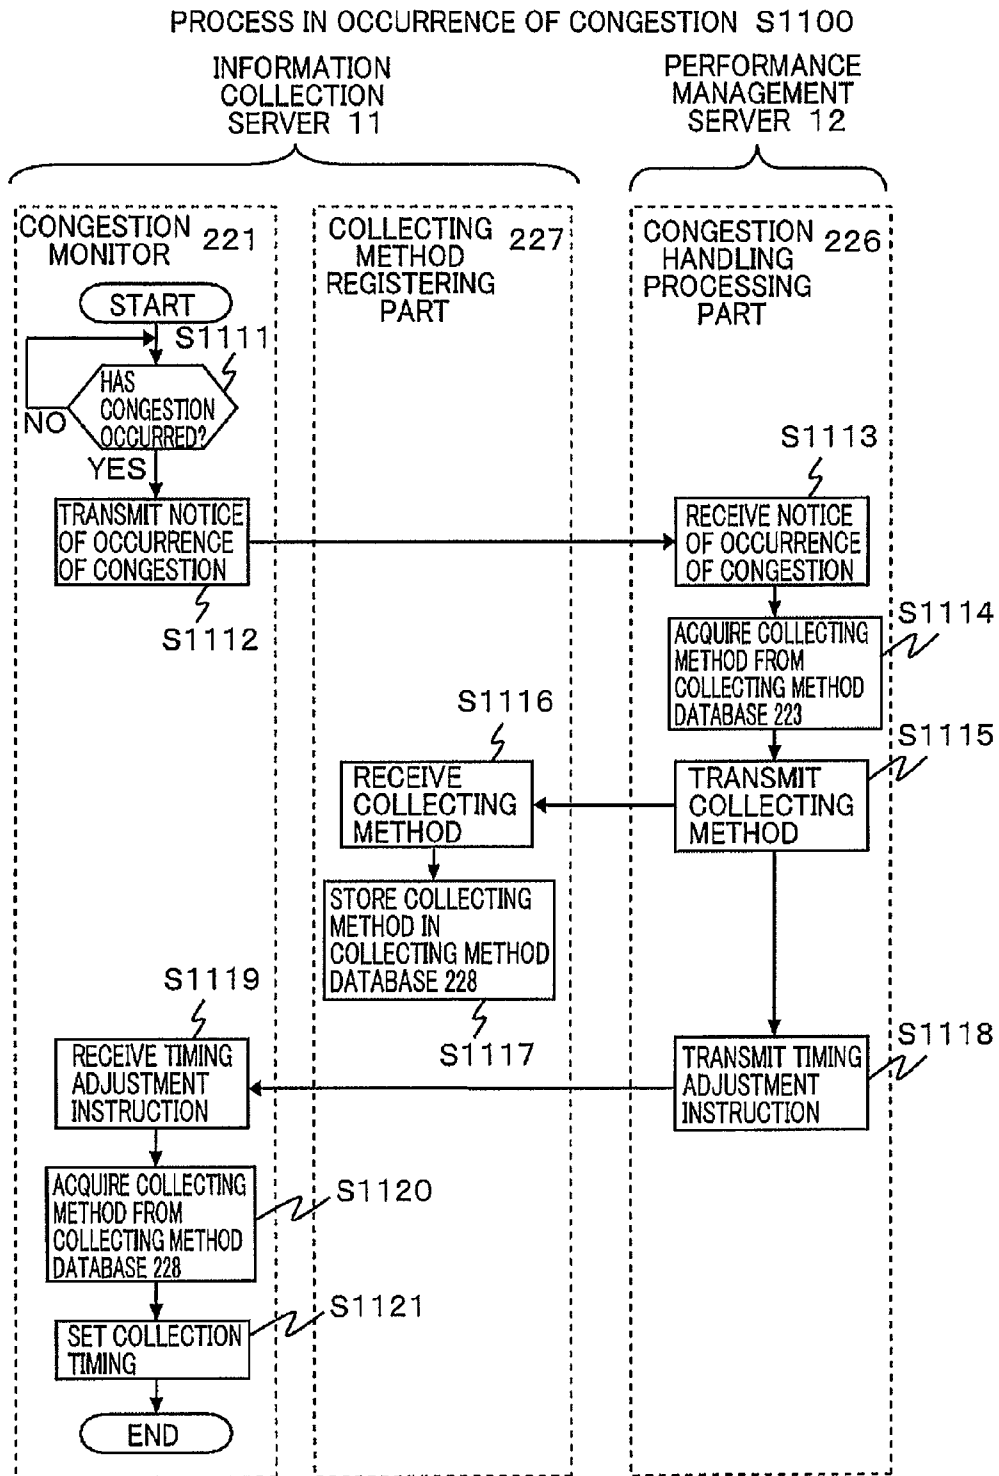 PROCESS IN OCCURRENCE OF CONGESTION S1100
INFORMATION
COLLECTION
SERVER 11
PERFORMANCE
MANAGEMENT
SERVER 12
CONGESTION
MONITOR
221
COLLECTING
METHOD
REGISTERING
PART
227
CONGESTION
HANDLING
PROCESSING
PART
226
START
S1111
HAS
CONGESTION
OCCURRED?
NO
YES
TRANSMIT NOTICE
OF OCCURRENCE
OF CONGESTION
S1112
S1113
RECEIVE NOTICE
OF OCCURRENCE
OF CONGESTION
S1114
ACQUIRE COLLECTING
METHOD FROM
COLLECTING METHOD
DATABASE 223
S1115
TRANSMIT
COLLECTING
METHOD
S1116
RECEIVE
COLLECTING
METHOD
STORE COLLECTING
METHOD IN
COLLECTING METHOD
DATABASE 228
S1117
S1118
TRANSMIT TIMING
ADJUSTMENT
INSTRUCTION
S1119
RECEIVE TIMING
ADJUSTMENT
INSTRUCTION
ACQUIRE COLLECTING
METHOD FROM
COLLECTING METHOD
DATABASE 228
S1120
SET COLLECTION
TIMING
S1121
END